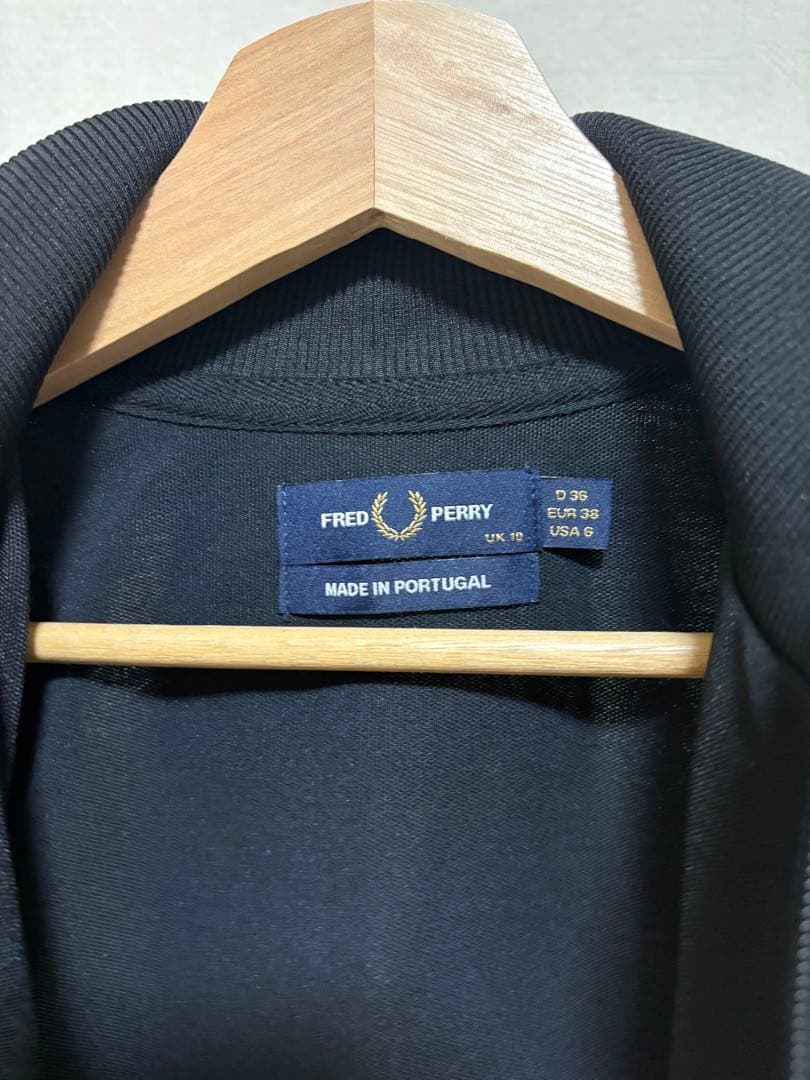 FRED PERRY
UK 10
D 36
EUR 38
USA 6
MADE IN PORTUGAL